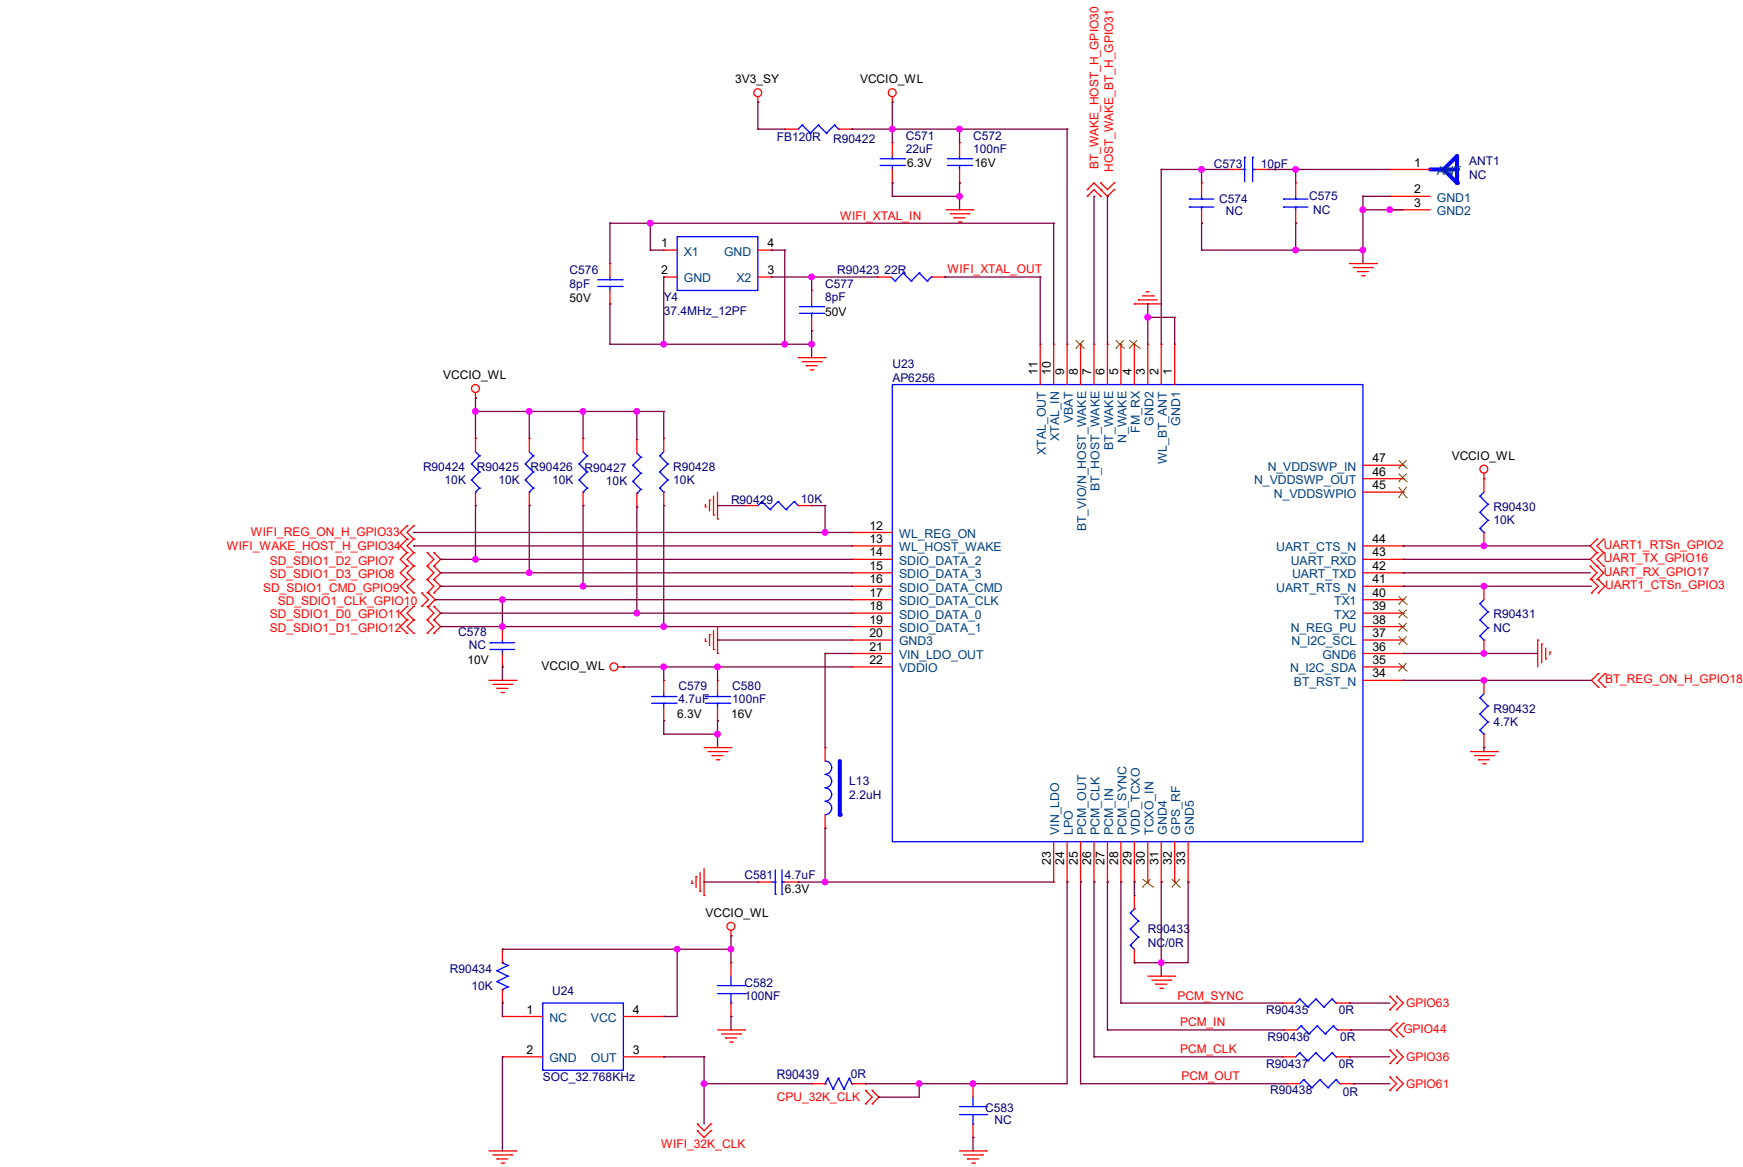 BT_WAKE_HOST_H_GPIO30
HOST_WAKE_BT_H_GPIO31
3V3_SY
VCCIO_WL
FB120R
R90422
C571
22uF
6.3V
C572
100nF
16V
C573
10pF
1
ANT1
NC
2
GND1
3
GND2
C574
NC
C575
NC
WIFI_XTAL_IN
1
X1
GND
4
2
GND
X2
3
C576
8pF
50V
Y4
37.4MHz_12PF
R90423
22R
WIFI_XTAL_OUT
C577
8pF
50V
U23
AP6256
11
10
9
8
7
6
5
4
3
2
1
XTAL_OUT
XTAL_IN
VBAT
BT_VIO/N_HOST_WAKE
BT_HOST_WAKE
BT_WAKE
N_WAKE
FM_RX
GND2
WL_BT_ANT
GND1
VCCIO_WL
R90424
10K
R90425
10K
R90426
10K
R90427
10K
R90428
10K
R90429
10K
WIFI_REG_ON_H_GPIO33
WIFI_WAKE_HOST_H_GPIO34
SD_SDIO1_D2_GPIO7
SD_SDIO1_D3_GPIO8
SD_SDIO1_CMD_GPIO9
SD_SDIO1_CLK_GPIO10
SD_SDIO1_D0_GPIO11
SD_SDIO1_D1_GPIO12
12
WL_REG_ON
13
WL_HOST_WAKE
14
SDIO_DATA_2
15
SDIO_DATA_3
16
SDIO_DATA_CMD
17
SDIO_DATA_CLK
18
SDIO_DATA_0
19
SDIO_DATA_1
20
GND3
21
VIN_LDO_OUT
22
VDDIO
C578
NC
10V
VCCIO_WL
C579
4.7uF
6.3V
C580
100nF
16V
L13
2.2uH
C581
4.7uF
6.3V
N_VDDSWP_IN
47
N_VDDSWP_OUT
46
N_VDDSWPIO
45
UART_CTS_N
44
UART_RXD
43
UART_TXD
42
UART_RTS_N
41
TX1
40
TX2
39
N_REG_PU
38
N_I2C_SCL
37
GND6
36
N_I2C_SDA
35
BT_RST_N
34
VCCIO_WL
R90430
10K
UART1_RTSn_GPIO2
UART_TX_GPIO16
UART_RX_GPIO17
UART1_CTSn_GPIO3
R90431
NC
BT_REG_ON_H_GPIO18
R90432
4.7K
VIN_LDO
LPO
PCM_OUT
PCM_CLK
PCM_IN
PCM_SYNC
VDD_TCXO
TCXO_IN
GND4
GPS_RF
GND5
23
24
25
26
27
28
29
30
31
32
33
R90433
NC/0R
VCCIO_WL
R90434
10K
C582
100NF
U24
1
NC
VCC
4
2
GND
OUT
3
SOC_32.768KHz
R90439
0R
CPU_32K_CLK
C583
NC
WIFI_32K_CLK
PCM_SYNC
R90435
0R
GPIO63
PCM_IN
R90436
0R
GPIO44
PCM_CLK
R90437
0R
GPIO36
PCM_OUT
R90438
0R
GPIO61